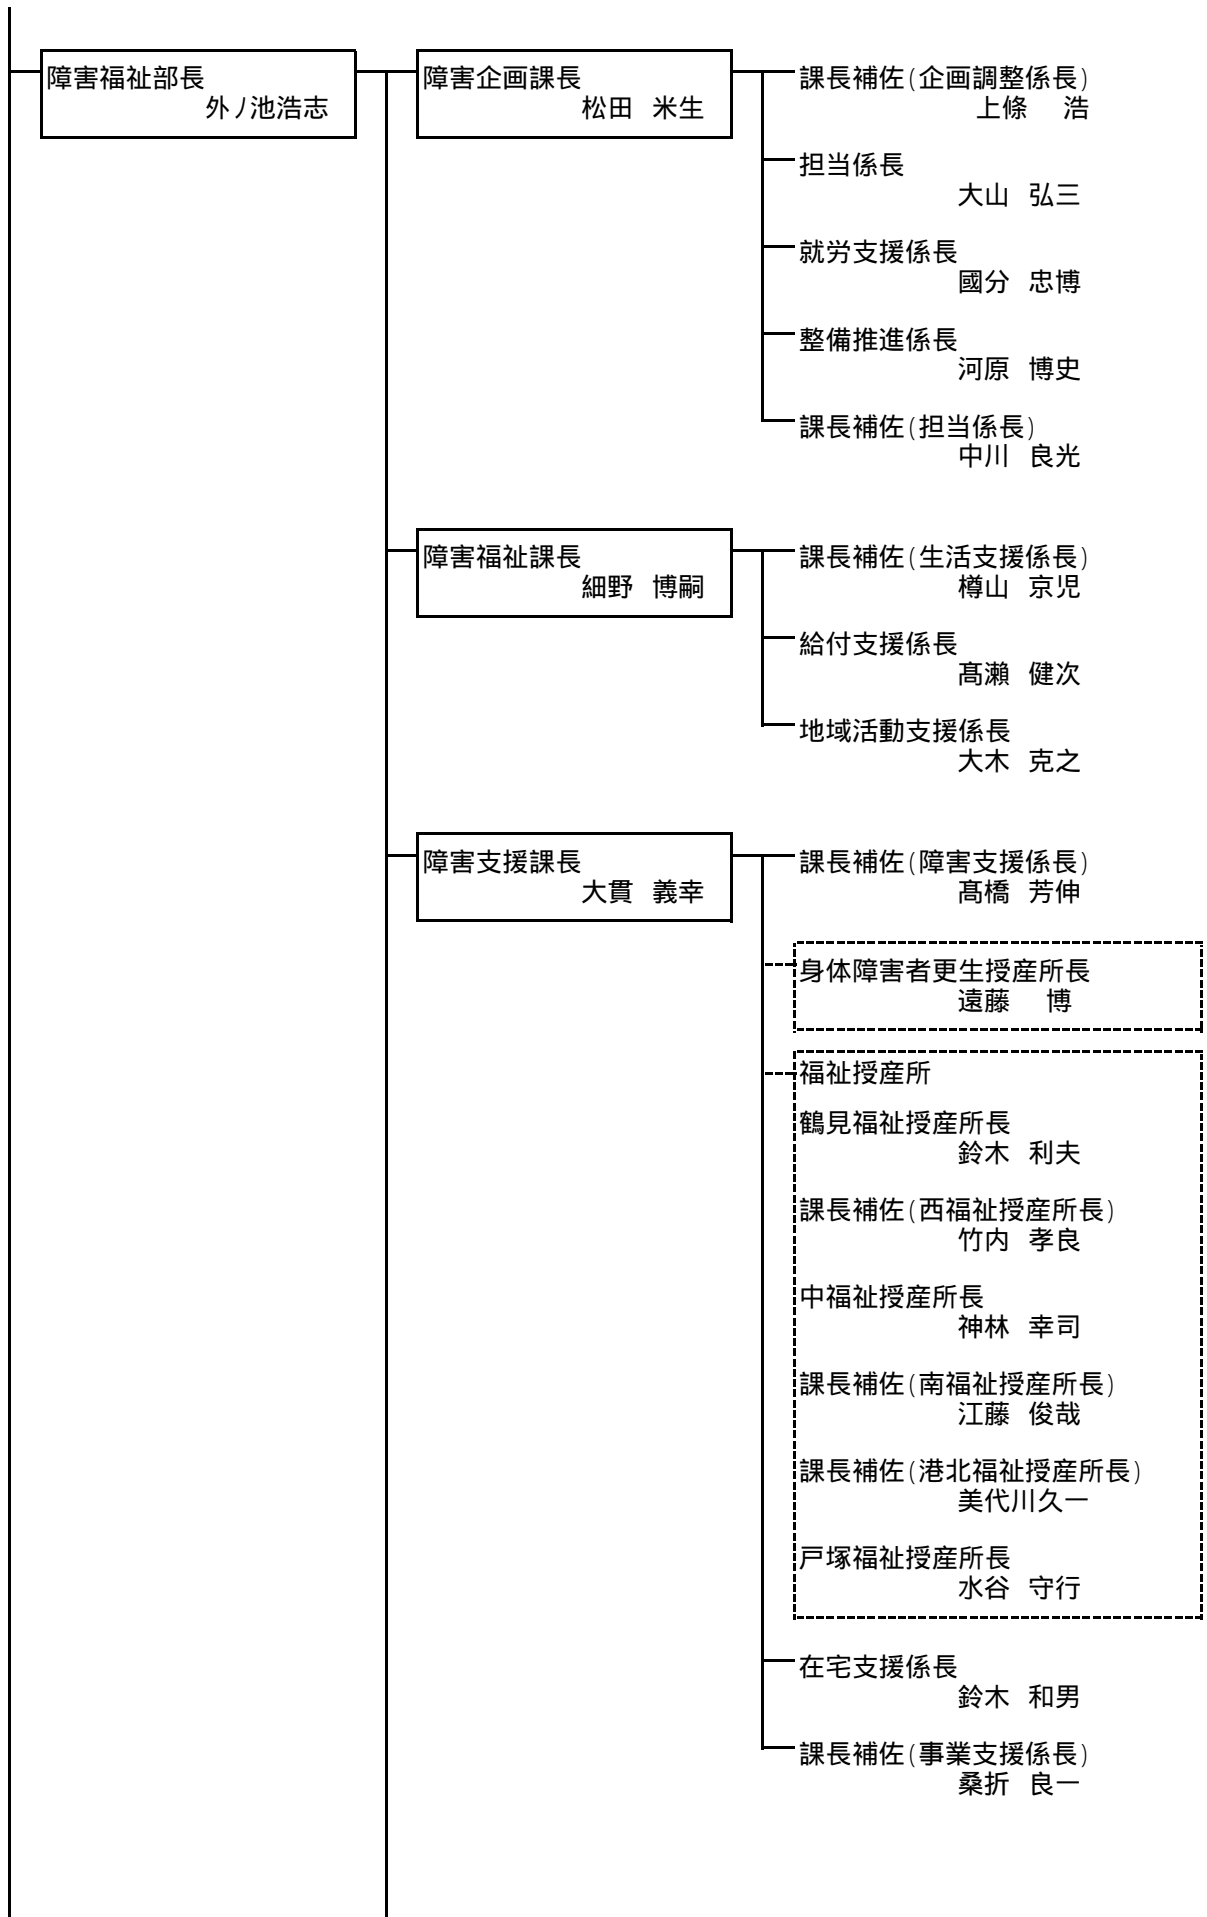 障害福祉部長
外ノ池浩志
障害企画課長
松田 米生
課長補佐(企画調整係長)
上條 浩
担当係長
大山 弘三
就労支援係長
國分 忠博
整備推進係長
河原 博史
課長補佐(担当係長)
中川 良光
障害福祉課長
細野 博嗣
課長補佐(生活支援係長)
樽山 京児
給付支援係長
髙瀨 健次
地域活動支援係長
大木 克之
障害支援課長
大貫 義幸
課長補佐(障害支援係長)
髙橋 芳伸
身体障害者更生授産所長
遠藤 博
福祉授産所
鶴見福祉授産所長
鈴木 利夫
課長補佐(西福祉授産所長)
竹内 孝良
中福祉授産所長
神林 幸司
課長補佐(南福祉授産所長)
江藤 俊哉
課長補佐(港北福祉授産所長)
美代川久一
戸塚福祉授産所長
水谷 守行
在宅支援係長
鈴木 和男
課長補佐(事業支援係長)
桑折 良一